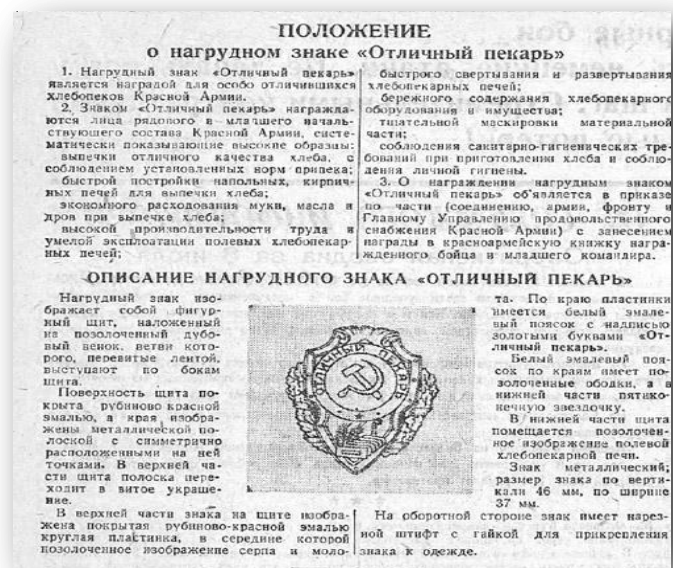 ПОЛОЖЕНИЕ
о нагрудном знаке «Отличный пекарь»
1. Нагрудный знак «Отличный пекарь»
является наградой для особо отличившихся
хлебопеков Красной Армии.
2. Знаком «Отличный пекарь» награжда-
ются лица рядового и младшего началь-
ствующего состава Красной Армии, систе-
матически показывающие высокие образцы:
выпечки отличного качества хлеба, с
соблюдением установленных норм припека;
быстрой постройки напольных, кирпич-
ных печей для выпечки хлеба;
экономного расходования муки, масла и
дров при выпечке хлеба;
высокой производительности труда и
умелой эксплоатации полевых хлебопекар-
ных печей;
быстрого свертывания и развертывания
хлебопекарных печей;
бережного содержания хлебопекарного
оборудования и имущества;
тщательной маскировки материальной
части;
соблюдения санитарно-гигиенических тре-
бований при приготовлении хлеба и соблю-
дения личной гигиены.
3. О награждении нагрудным знаком
«Отличный пекарь» об'является в приказе
по части (соединению, армии, фронту и
Главному Управлению продовольственного
снабжения Красной Армии) с занесением
награды в красноармейскую книжку награ-
жденного бойца и младшего командира.
ОПИСАНИЕ НАГРУДНОГО ЗНАКА «ОТЛИЧНЫЙ ПЕКАРЬ»
Нагрудный знак изо-
бражает собой фигур-
ный щит, наложенный
на позолоченный дубо-
вый венок, ветви кото-
рого, перевитые лентой,
выступают по бокам
щита.
Поверхность щита по-
крыта рубиново красной
эмалью, а края изобра-
жены металлической по-
лоской с симметрично
расположенными на ней
точками. В верхней ча-
сти щита полоска пере-
ходит в витое украше-
ние.
В верхней части знака на щите изобра-
жена покрытая рубиново-красной эмалью
круглая пластинка, в середине которой
позолоченное изображение серпа и моло-
ОТЛИЧНЫЙ ПЕКАРЬ
та. По краю пластинки
имеется белый эмале-
вый поясок с надписью
золотыми буквами «От-
личный пекарь».
Белый эмалевый поя-
сок по краям имеет по-
золоченные ободки, а в
нижней части пятико-
нечную звездочку.
В нижней части щита
помещается позолочен-
ное изображение полевой
хлебопекарной печи.
Знак металлический;
размер знака по верти-
кали 46 мм, по ширине
37 мм.
На оборотной стороне знак имеет нарез-
ной штифт с гайкой для прикрепления
знака к одежде.